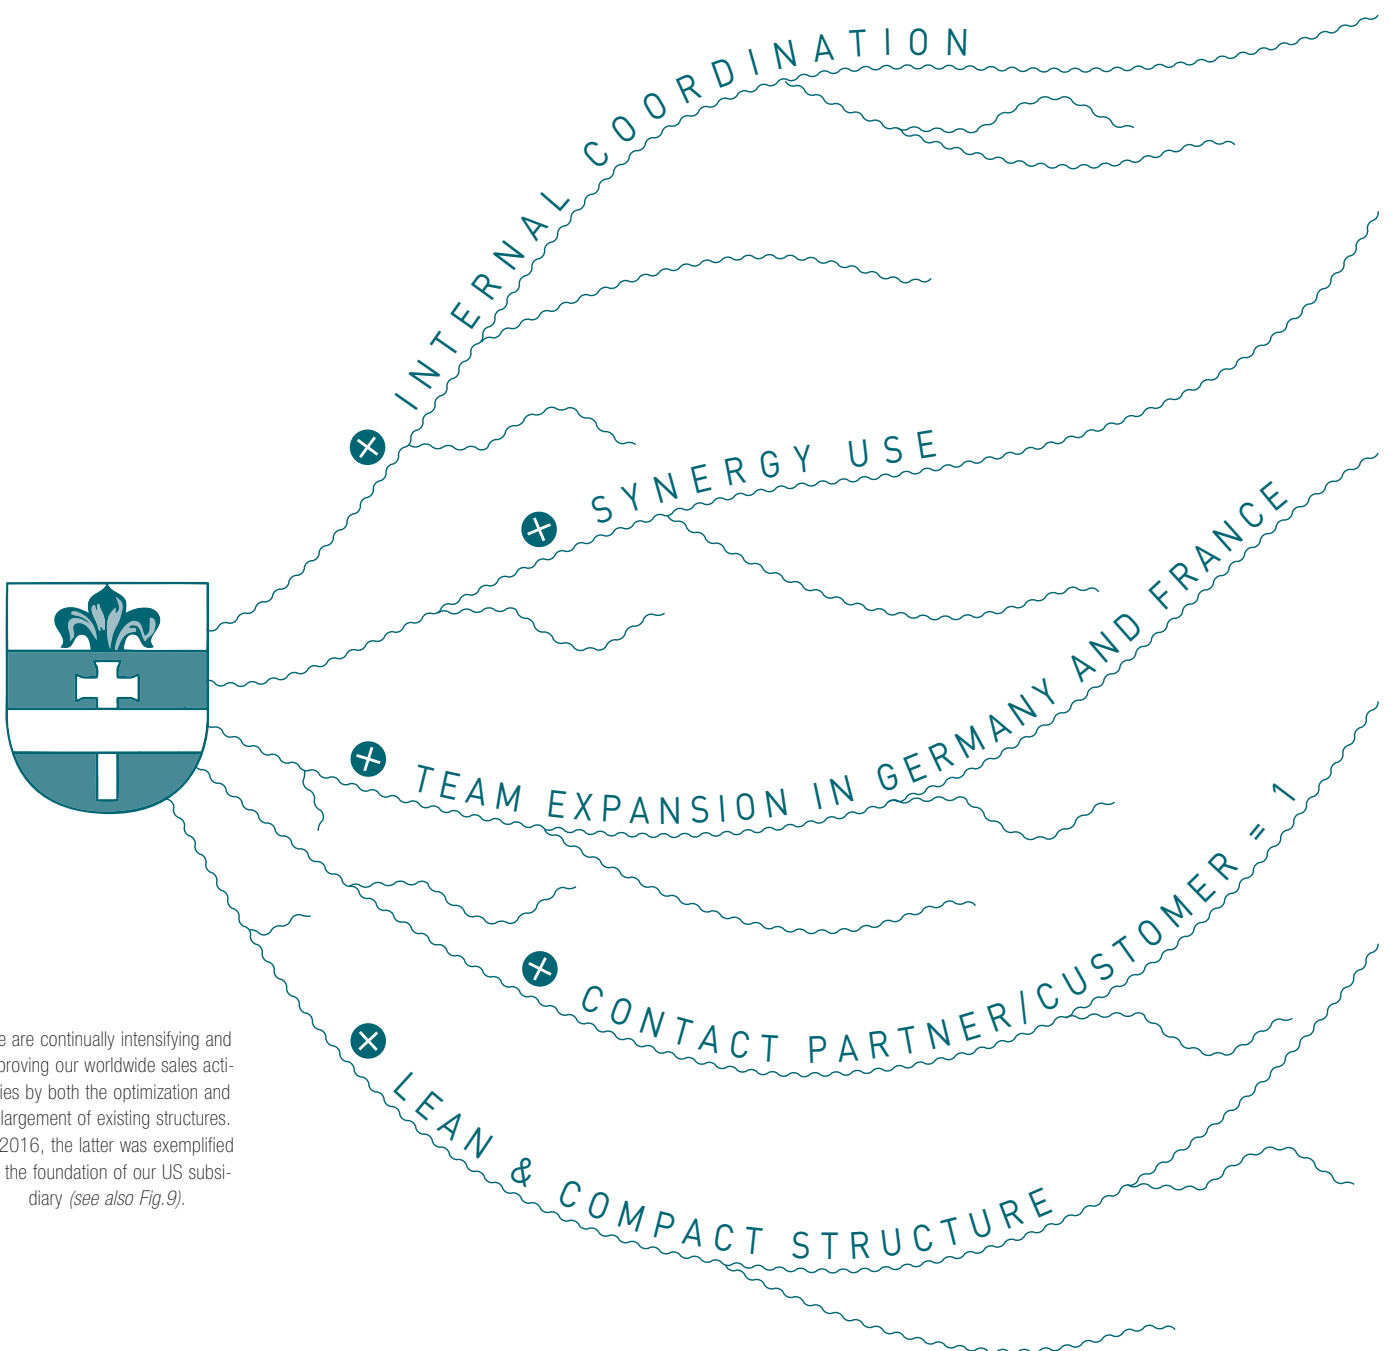 INTERNAL COORDINATION
SYNERGY USE
TEAM EXPANSION IN GERMANY AND FRANCE
CONTACT PARTNER/CUSTOMER = 1
LEAN & COMPACT STRUCTURE
e are continually intensifying and
proving our worldwide sales acti-
ies by both the optimization and
largement of existing structures.
2016, the latter was exemplified
the foundation of our US subsi-
diary (see also Fig.9).